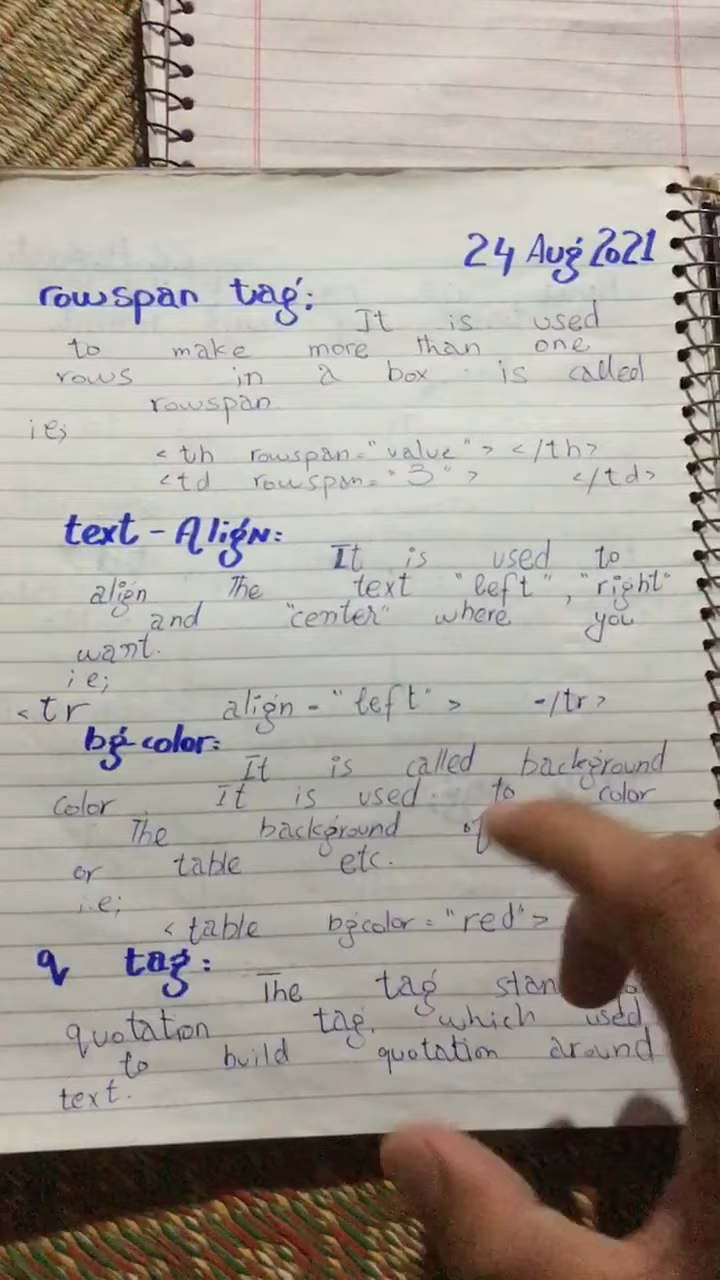 24 Aug 2021
rowspan tag:
It is used
to make more than one
rows in a box is called
rowspan
ie;
<th rowspan="value"> </th>
<td rowspan="3"> </td>
text-Align:
It is used to
align The text "left", "right"
and "center" where you
want.
ie;
<tr align="left"> </tr>
bgcolor:
It is called background
color. It is used to color
The background of
or table etc.
i.e;
<table bgcolor="red">
q tag:
The tag
quotation tag. which used
to build quotation around
text.